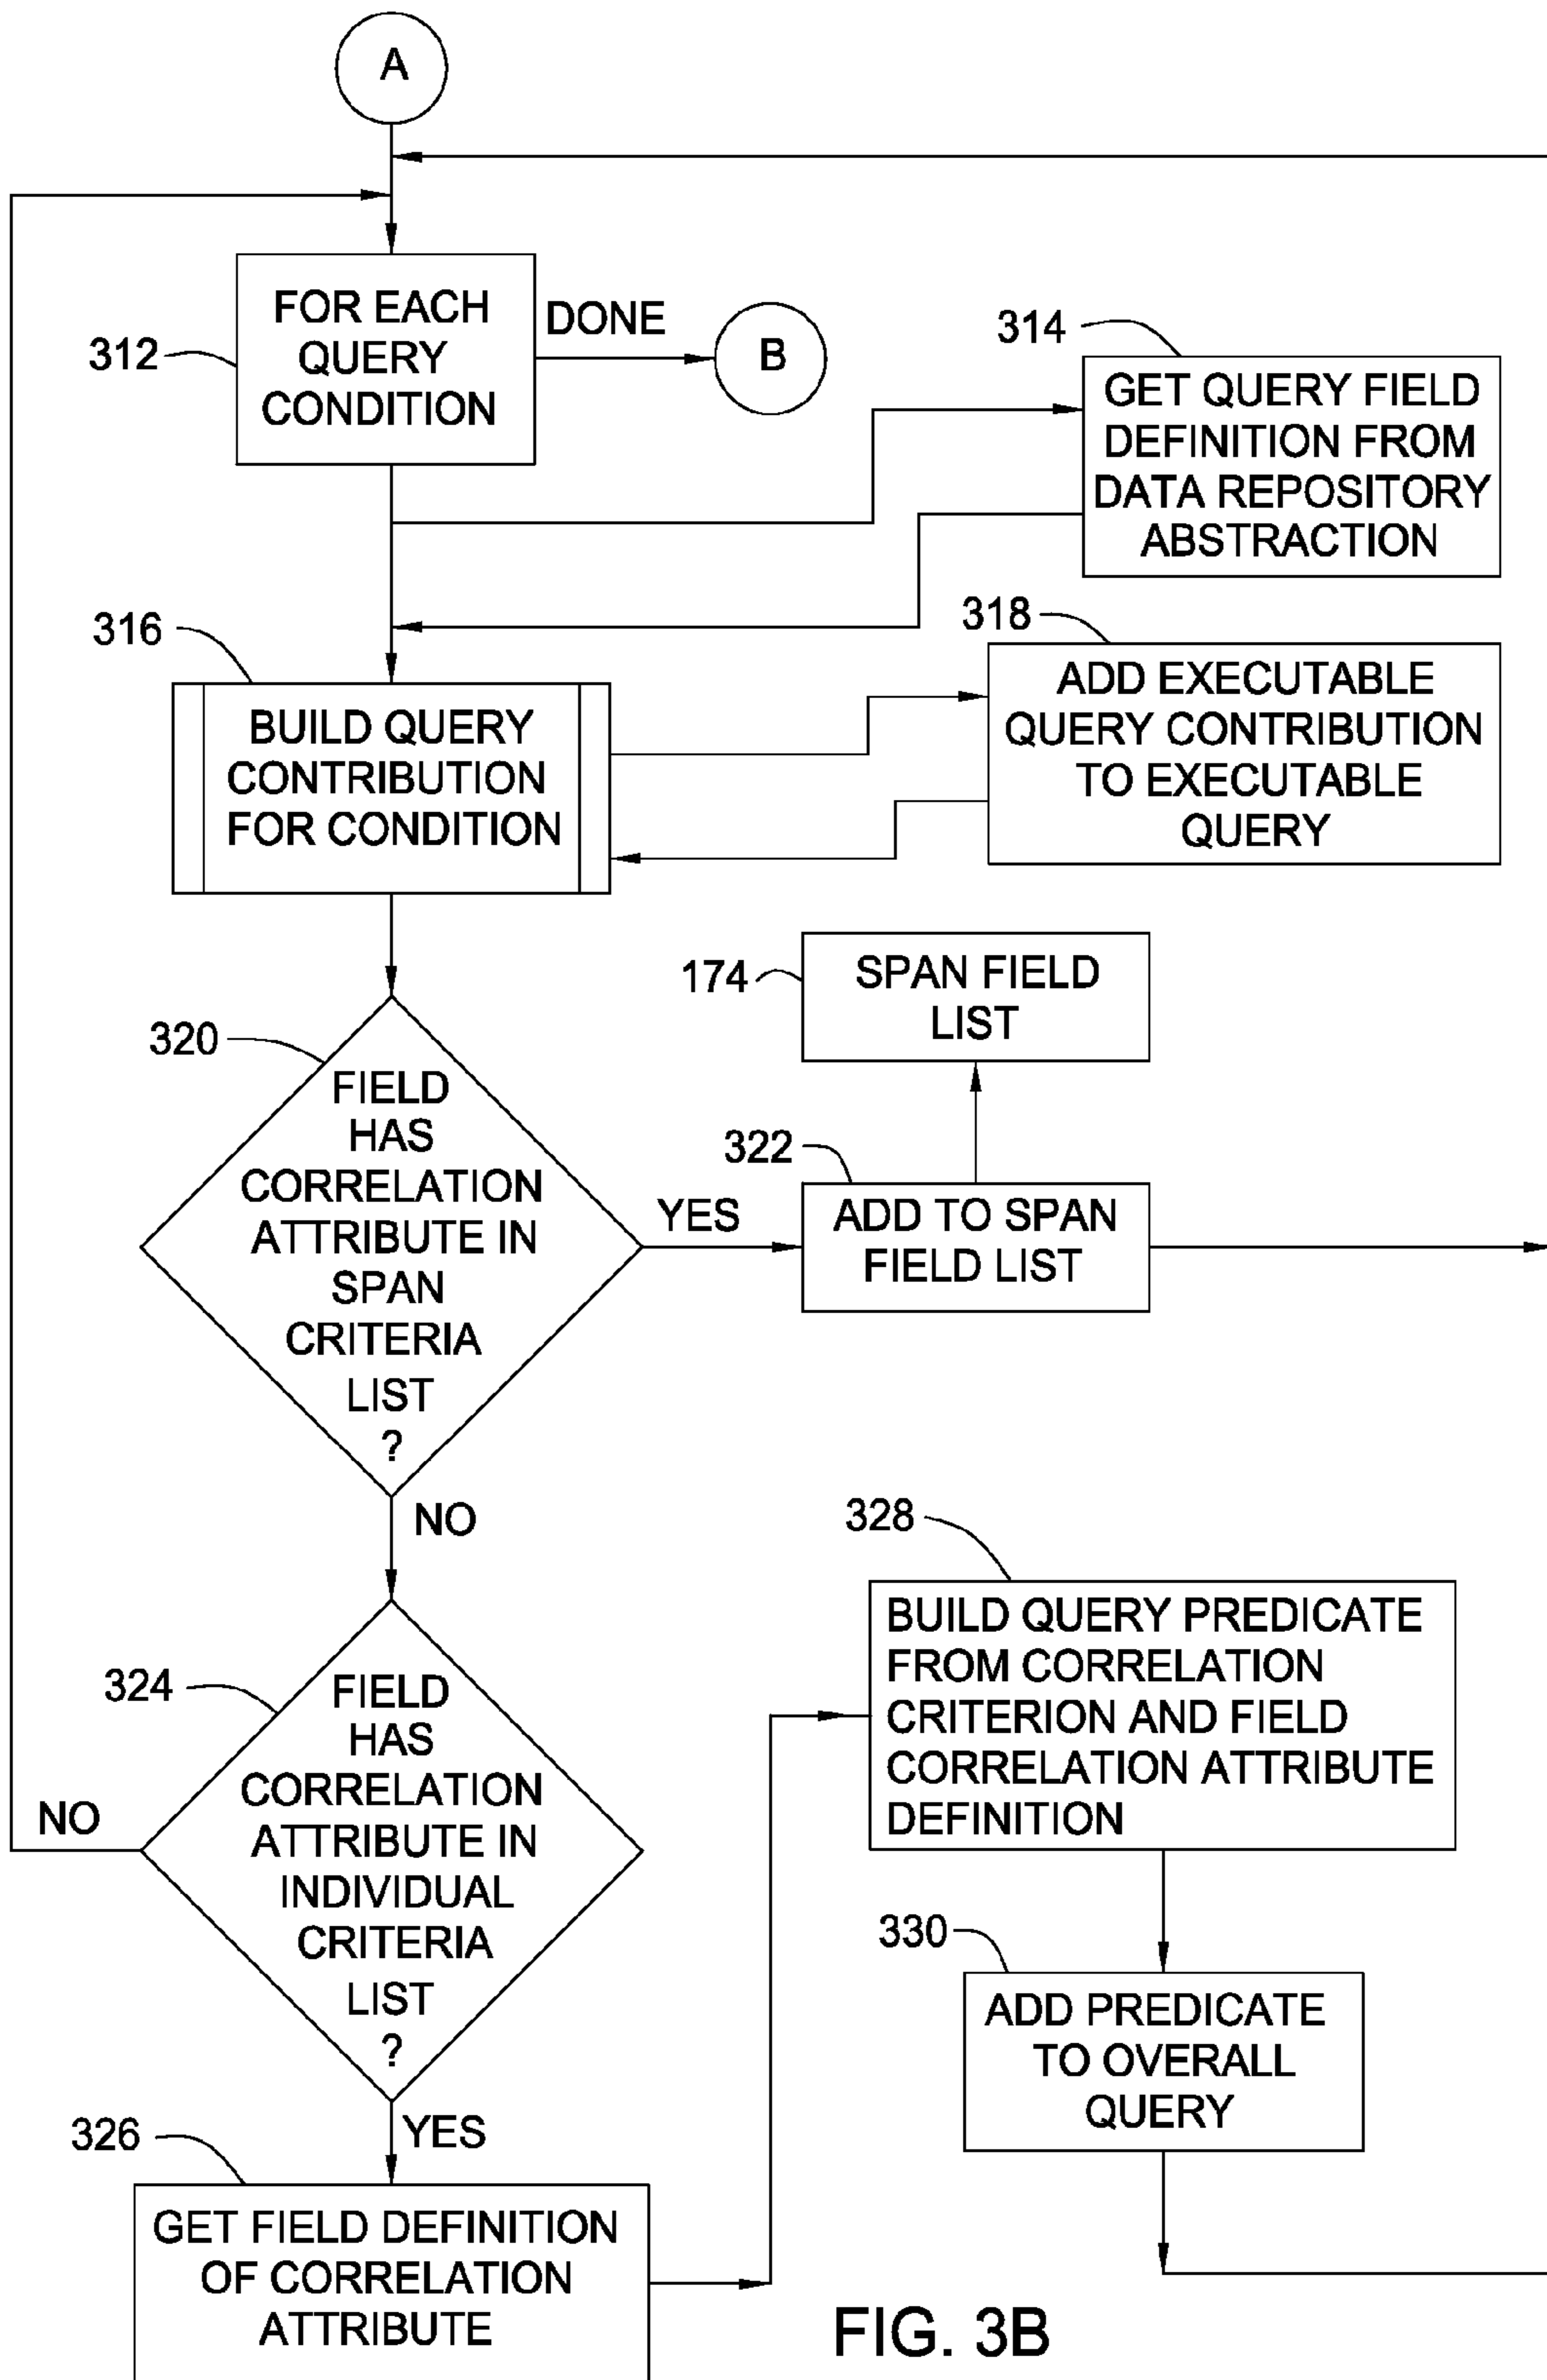 A
312
FOR EACH
QUERY
CONDITION
DONE
B
314
GET QUERY FIELD
DEFINITION FROM
DATA REPOSITORY
ABSTRACTION
316
BUILD QUERY
CONTRIBUTION
FOR CONDITION
318
ADD EXECUTABLE
QUERY CONTRIBUTION
TO EXECUTABLE
QUERY
174
SPAN FIELD
LIST
320
FIELD
HAS
CORRELATION
ATTRIBUTE IN
SPAN
CRITERIA
LIST
?
YES
322
ADD TO SPAN
FIELD LIST
NO
324
FIELD
HAS
CORRELATION
ATTRIBUTE IN
INDIVIDUAL
CRITERIA
LIST
?
NO
YES
326
GET FIELD DEFINITION
OF CORRELATION
ATTRIBUTE
328
BUILD QUERY PREDICATE
FROM CORRELATION
CRITERION AND FIELD
CORRELATION ATTRIBUTE
DEFINITION
330
ADD PREDICATE
TO OVERALL
QUERY
FIG. 3B